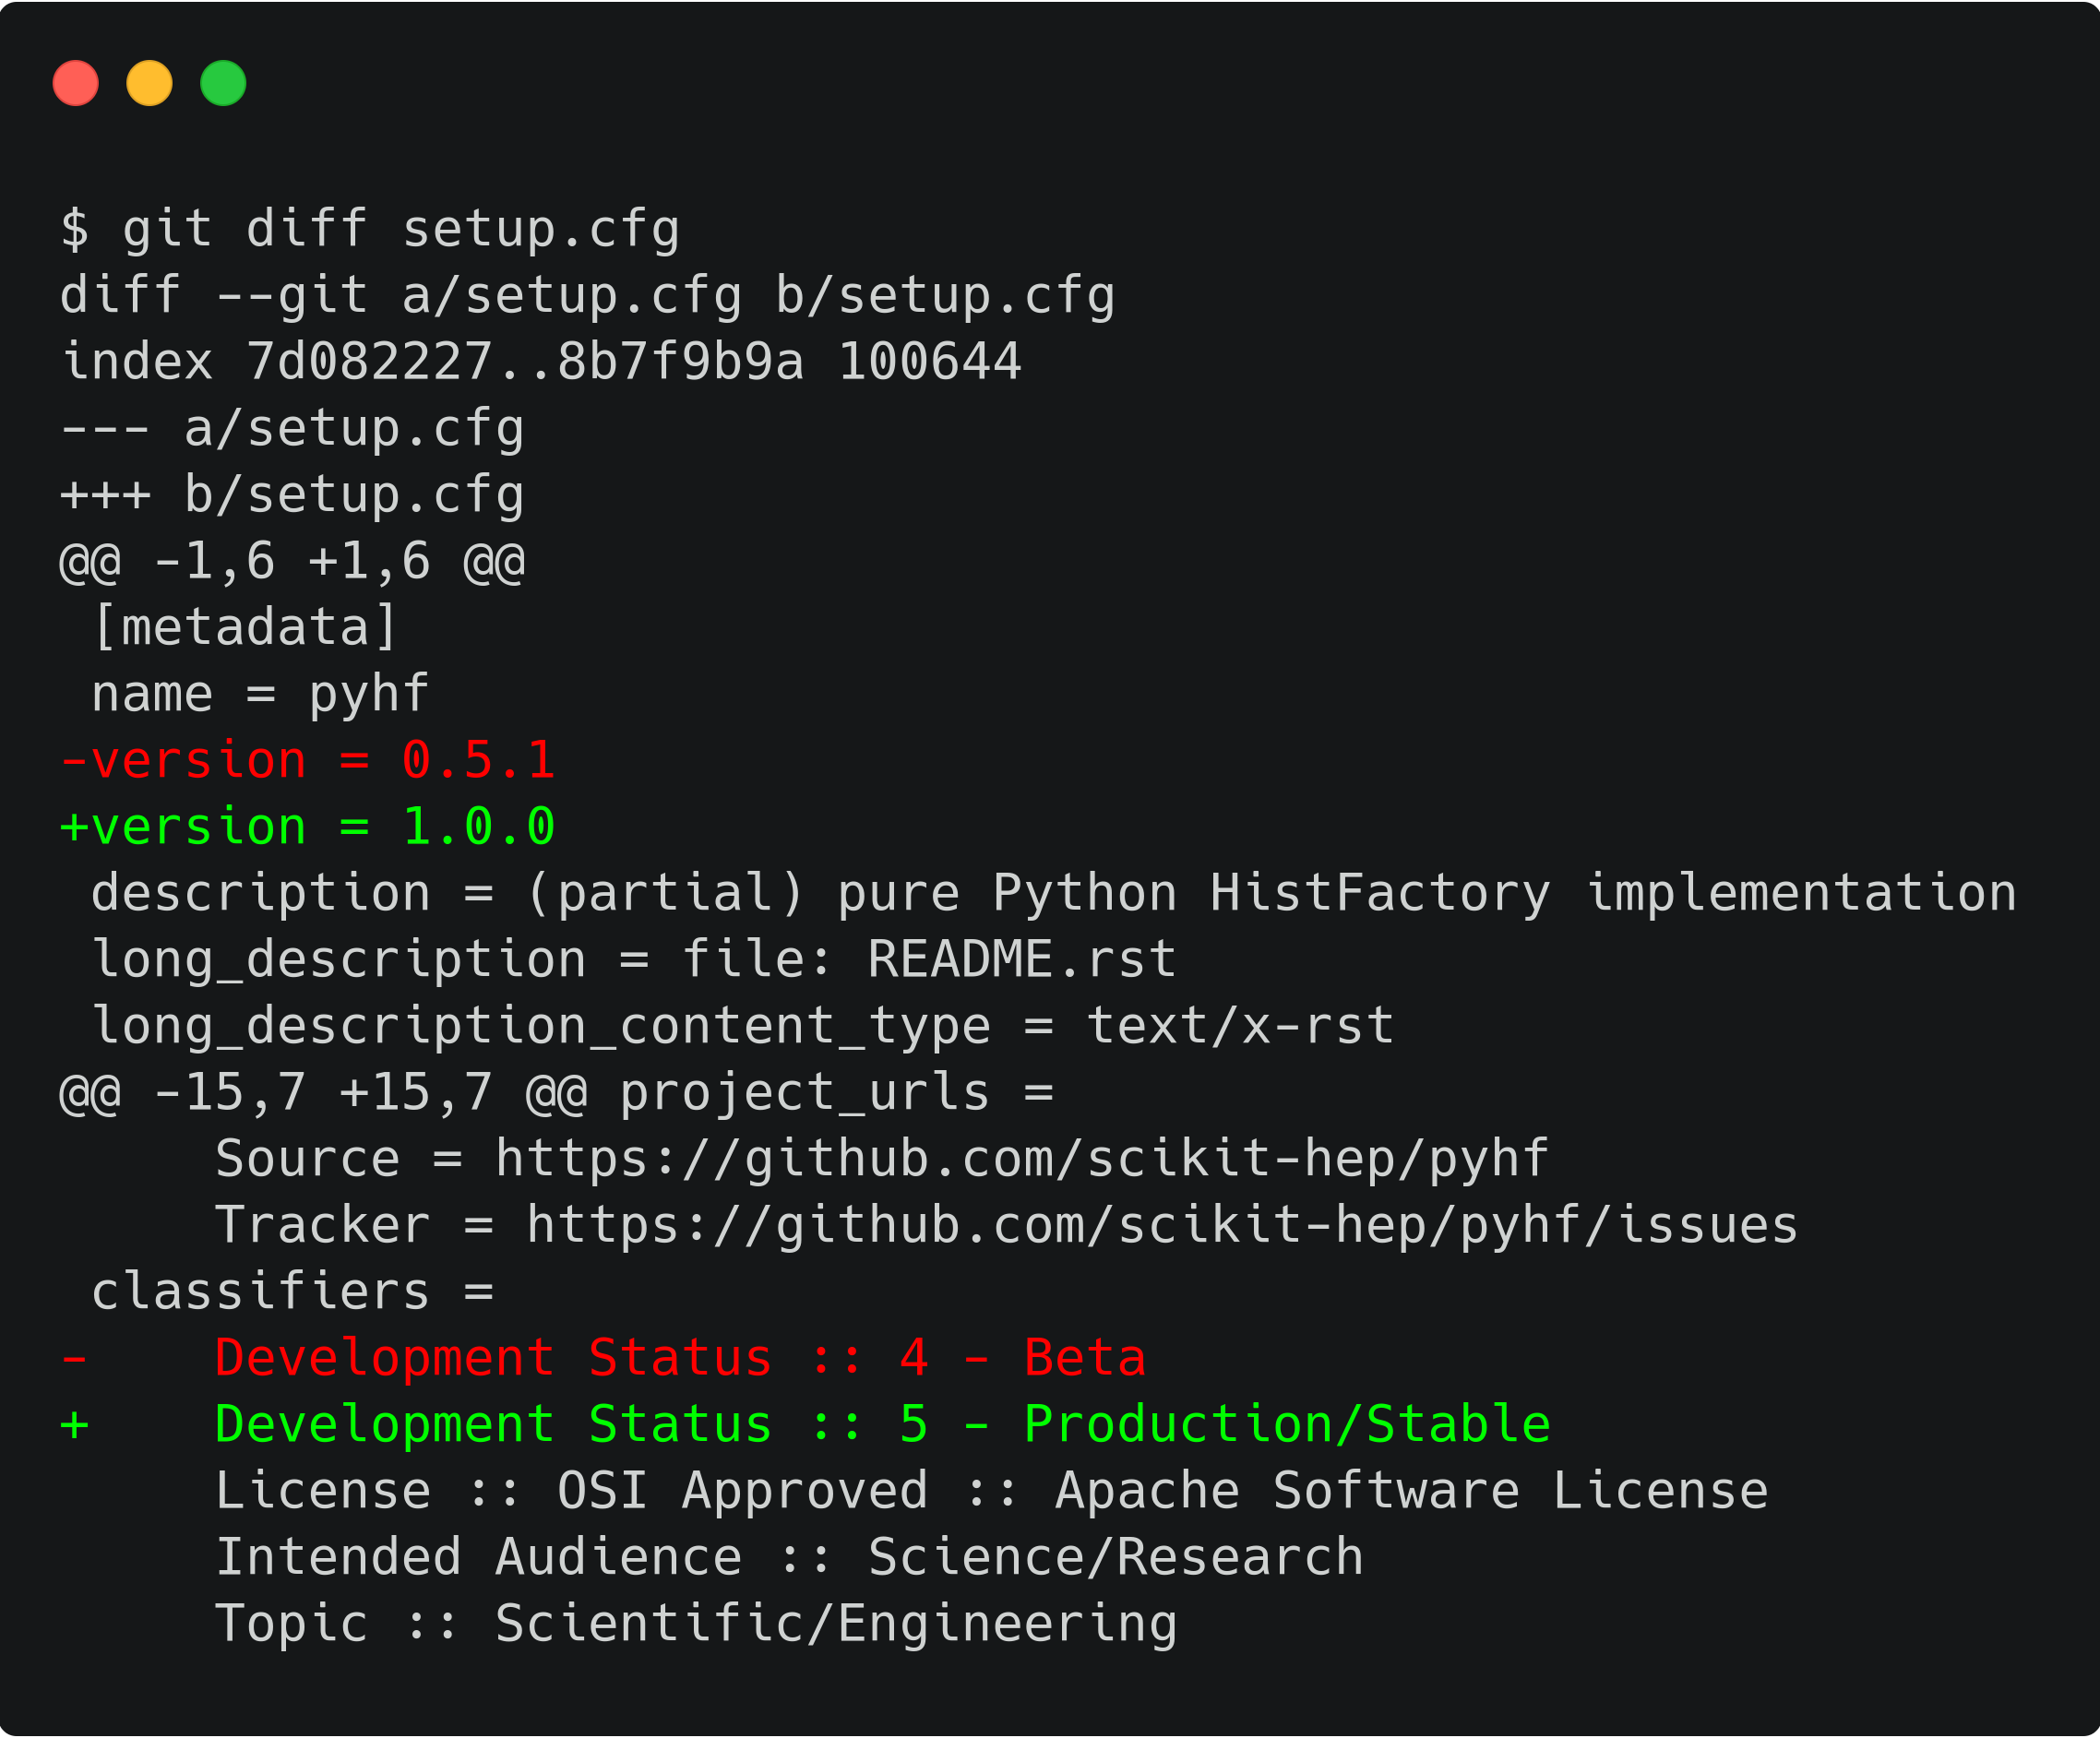 $ git diff setup.cfg
diff --git a/setup.cfg b/setup.cfg
index 7d082227..8b7f9b9a 100644
--- a/setup.cfg
+++ b/setup.cfg
@@ -1,6 +1,6 @@
 [metadata]
 name = pyhf
-version = 0.5.1
+version = 1.0.0
 description = (partial) pure Python HistFactory implementation
 long_description = file: README.rst
 long_description_content_type = text/x-rst
@@ -15,7 +15,7 @@ project_urls =
     Source = https://github.com/scikit-hep/pyhf
     Tracker = https://github.com/scikit-hep/pyhf/issues
 classifiers =
-    Development Status :: 4 - Beta
+    Development Status :: 5 - Production/Stable
     License :: OSI Approved :: Apache Software License
     Intended Audience :: Science/Research
     Topic :: Scientific/Engineering